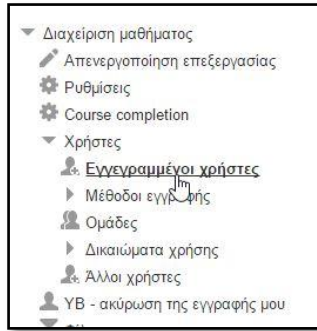 Διαχείριση μαθήματος
Απενεργοποίηση επεξεργασίας
Ρυθμίσεις
Course completion
Χρήστες
Εγγεγραμμένοι χρήστες
Μέθοδοι εγγραφής
Ομάδες
Δικαιώματα χρήσης
Άλλοι χρήστες
ΥΒ - ακύρωση της εγγραφής μου